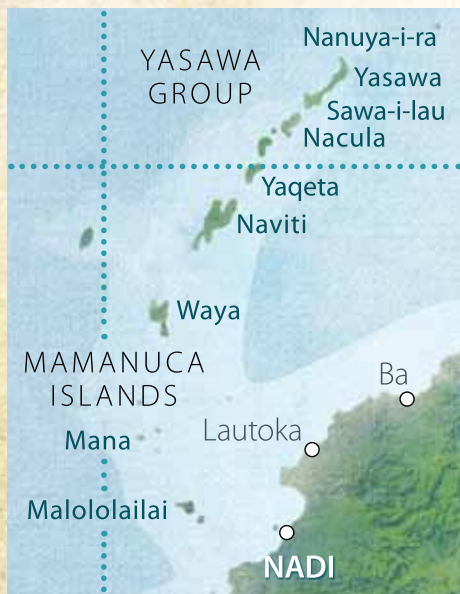 Nanuya-i-ra
YASAWA
GROUP
Yasawa
Sawa-i-lau
Nacula
Yaqeta
Naviti
Waya
MAMANUCA
ISLANDS
Ba
Lautoka
Mana
Malololailai
NADI